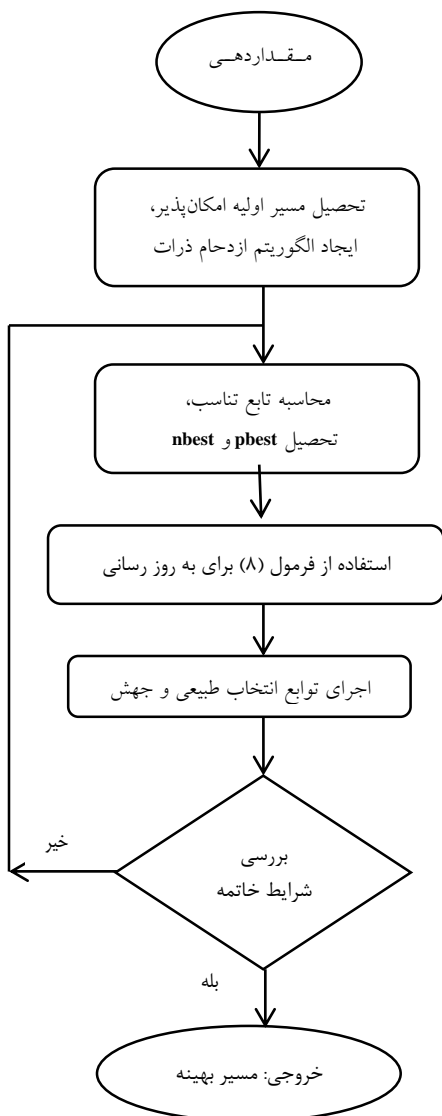 مـقـداردهـی
تحصیل مسیر اولیه امکان‌پذیر،
ایجاد الگوریتم ازدحام ذرات
محاسبه تابع تناسب،
تحصیل pbest و nbest
استفاده از فرمول (۸) برای به روز رسانی
اجرای توابع انتخاب طبیعی و جهش
بررسی
شرایط خاتمه
خیر
بله
خروجی: مسیر بهینه